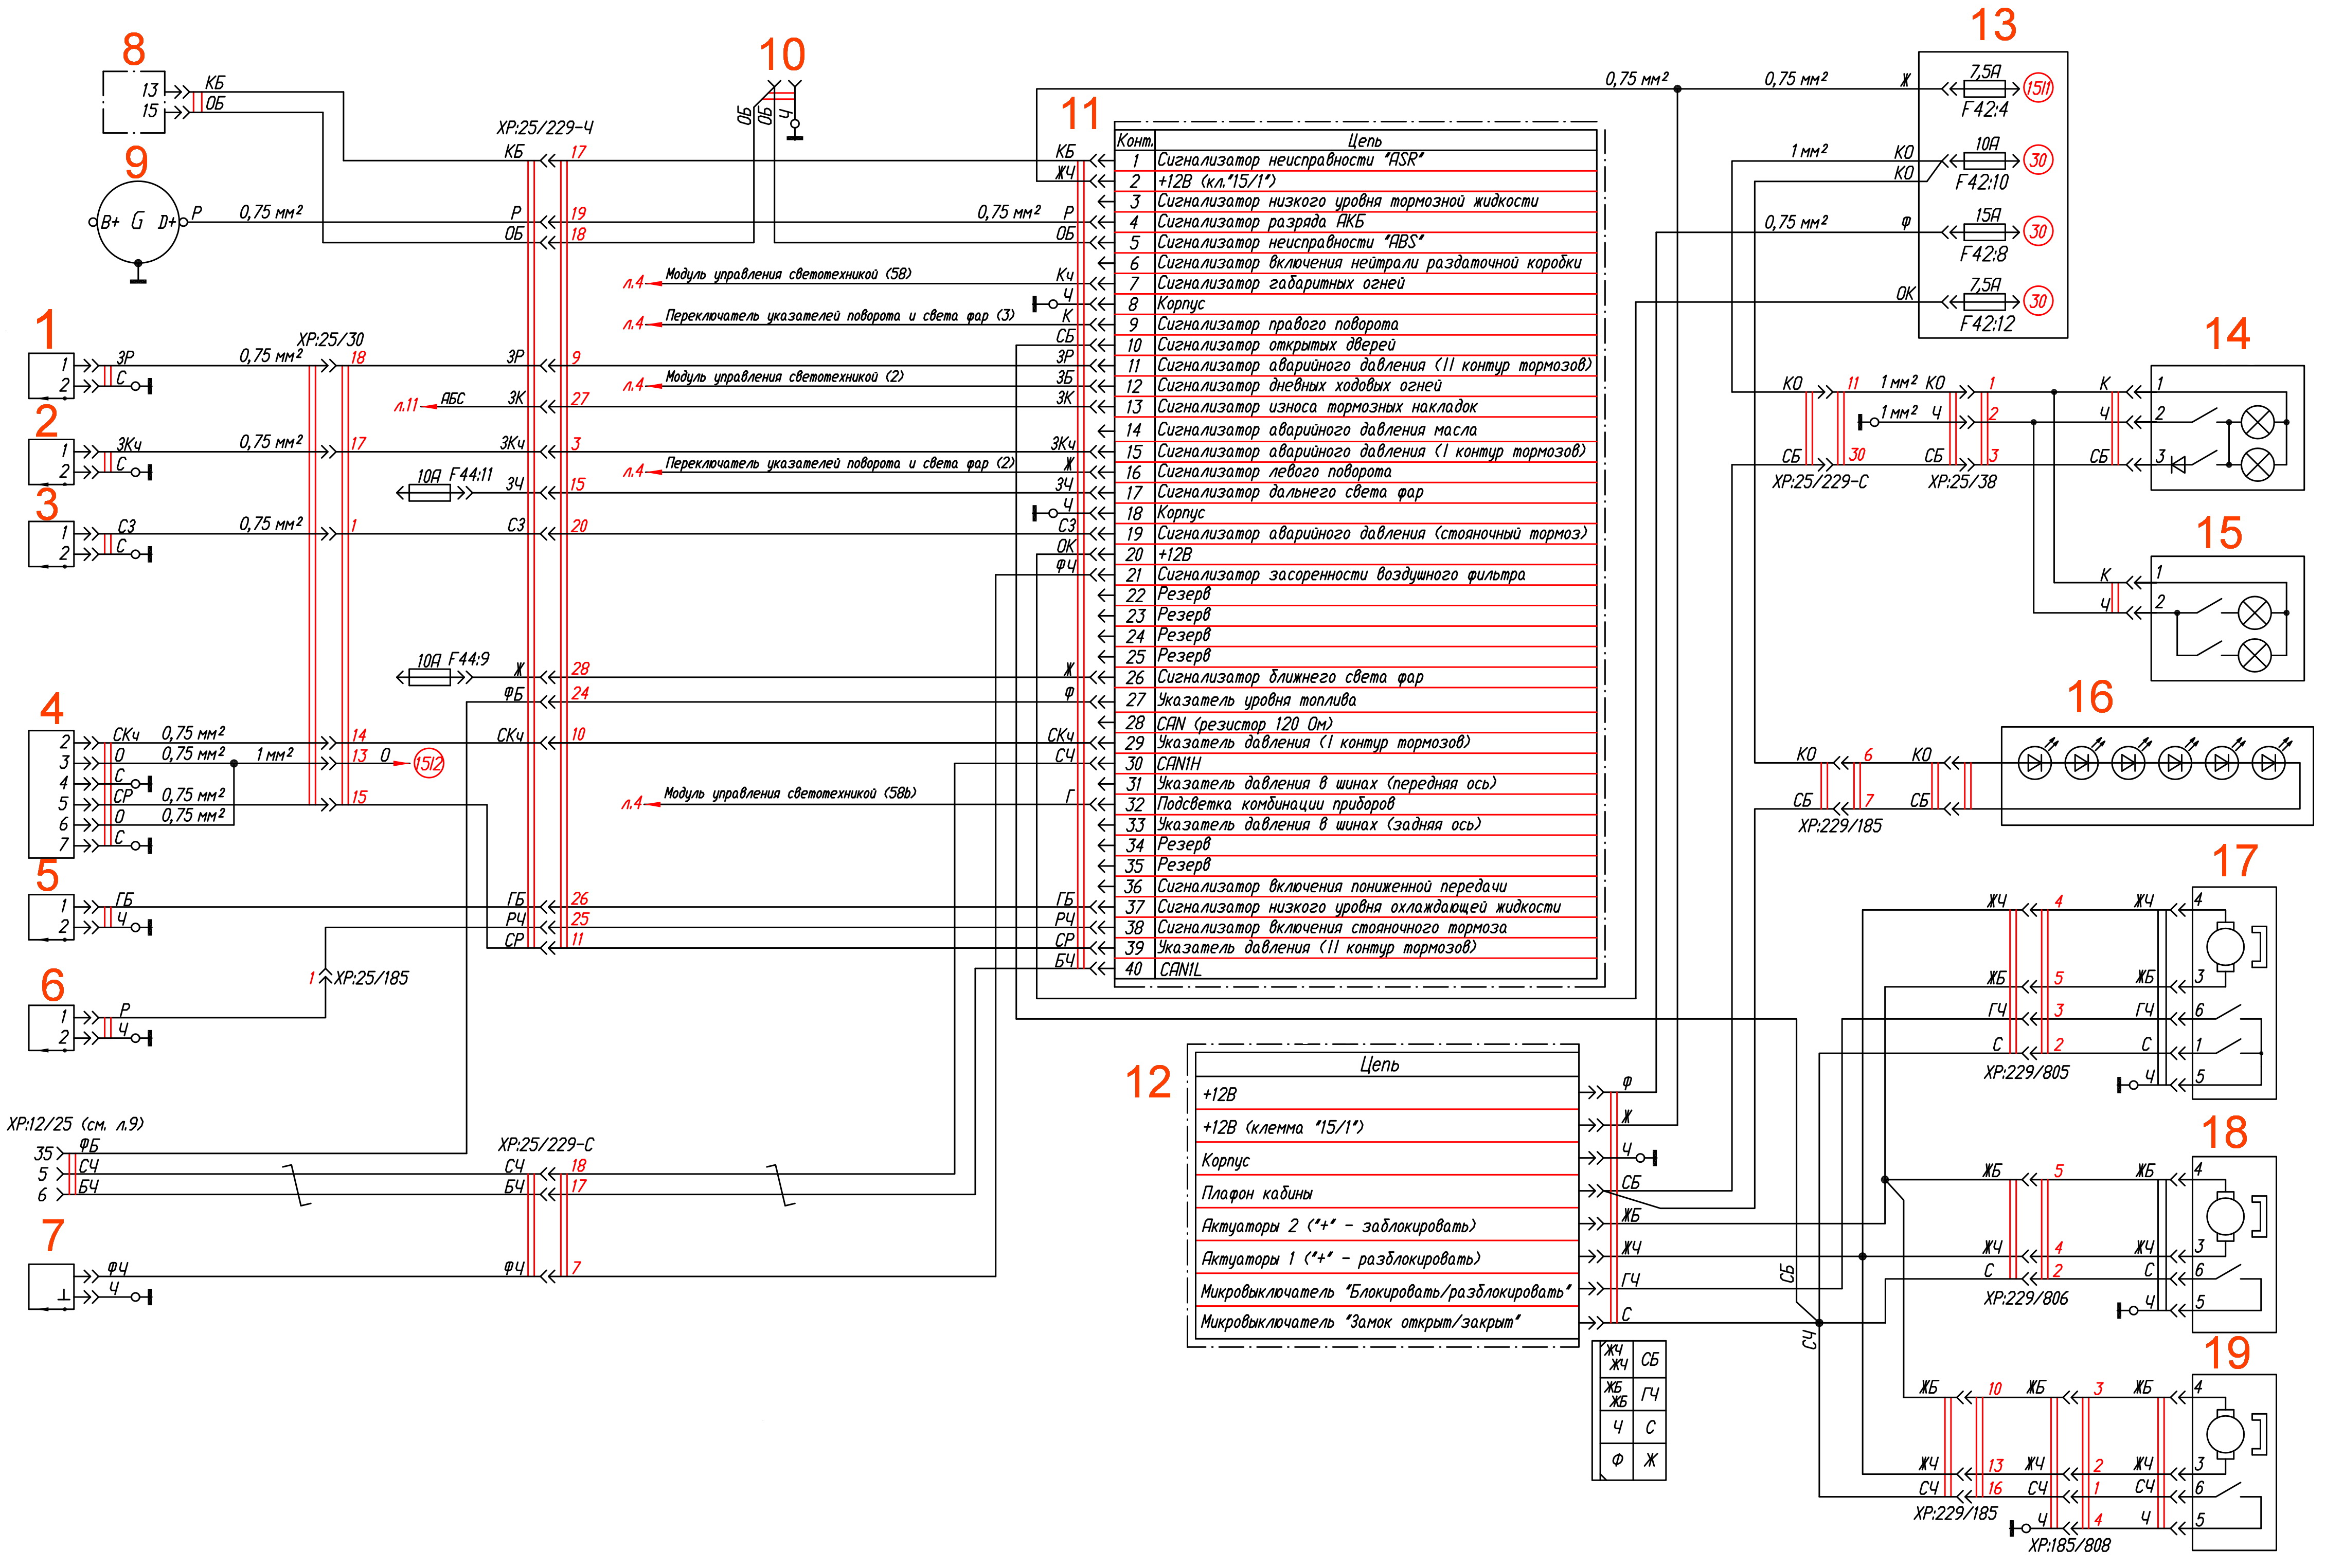 8
13 КБ
15 ОБ
9
В+ G D+ Р 0,75 мм²
10
ОБ ОБ Ч
XP:25/229-Ч
КБ 17 КБ
ЖЧ
Р 19 0,75 мм² Р
ОБ 18 ОБ
л.4 Модуль управления светотехникой (58) Кч
Ч
л.4 Переключатель указателей поворота и света фар (3) К
СБ
1
XP:25/30
1 ЗР 0,75 мм² 18 ЗР 9 ЗР
2 С
л.4 Модуль управления светотехникой (2) ЗБ
л.11 АБС ЗК 27 ЗК
2
1 ЗКч 0,75 мм² 17 ЗКч 3 ЗКч
2 С
л.4 Переключатель указателей поворота и света фар (2) Ж
10А F44:11 ЗЧ 15 ЗЧ
Ч
3
1 СЗ 0,75 мм² 1 СЗ 20 СЗ
2 С
ОК
ФЧ
10А F44:9 Ж 28 Ж
ФБ 24 Ф
4
2 СКч 0,75 мм² 14 СКч 10 СКч
3 О 0,75 мм² 1 мм² 13 О 15/2
СЧ
4 С
5 СР 0,75 мм² 15
л.4 Модуль управления светотехникой (58b) Г
6 О 0,75 мм²
7 С
5
1 ГБ ГБ 26 ГБ
2 Ч РЧ 25 РЧ
СР 11 СР
БЧ
1 XP:25/185
6
1 Р
2 Ч
XP:12/25 (см. л.9)
35 ФБ
XP:25/229-С
5 СЧ СЧ 18
6 БЧ БЧ 17
7
ФЧ ФЧ 7
⊥ Ч
11
Конт. Цепь
1 Сигнализатор неисправности "ASR"
2 +12В (кл."15/1")
3 Сигнализатор низкого уровня тормозной жидкости
4 Сигнализатор разряда АКБ
5 Сигнализатор неисправности "ABS"
6 Сигнализатор включения нейтрали раздаточной коробки
7 Сигнализатор габаритных огней
8 Корпус
9 Сигнализатор правого поворота
10 Сигнализатор открытых дверей
11 Сигнализатор аварийного давления (II контур тормозов)
12 Сигнализатор дневных ходовых огней
13 Сигнализатор износа тормозных накладок
14 Сигнализатор аварийного давления масла
15 Сигнализатор аварийного давления (I контур тормозов)
16 Сигнализатор левого поворота
17 Сигнализатор дальнего света фар
18 Корпус
19 Сигнализатор аварийного давления (стояночный тормоз)
20 +12В
21 Сигнализатор засоренности воздушного фильтра
22 Резерв
23 Резерв
24 Резерв
25 Резерв
26 Сигнализатор ближнего света фар
27 Указатель уровня топлива
28 CAN (резистор 120 Ом)
29 Указатель давления (I контур тормозов)
30 CAN1H
31 Указатель давления в шинах (передняя ось)
32 Подсветка комбинации приборов
33 Указатель давления в шинах (задняя ось)
34 Резерв
35 Резерв
36 Сигнализатор включения пониженной передачи
37 Сигнализатор низкого уровня охлаждающей жидкости
38 Сигнализатор включения стояночного тормоза
39 Указатель давления (II контур тормозов)
40 CAN1L
12
Цепь
+12В Ф
+12В (клемма "15/1") Ж
Корпус Ч
Плафон кабины СБ
Актуаторы 2 ("+" - заблокировать) ЖБ
Актуаторы 1 ("+" - разблокировать) ЖЧ
Микровыключатель "Блокировать/разблокировать" ГЧ
Микровыключатель "Замок открыт/закрыт" С
СБ
СЧ
ЖЧ ЖЧ СБ
ЖБ ЖБ ГЧ
Ч С
Ф Ж
13
0,75 мм² 0,75 мм² Ж 7,5А 15/1
F42:4
1 мм² КО 10А 30
КО F42:10
0,75 мм² Ф 15А 30
F42:8
ОК 7,5А 30
F42:12
14
КО 11 1 мм² КО 1 К 1
1 мм² Ч 2 Ч 2
СБ 30 СБ 3 СБ 3
XP:25/229-С XP:25/38
15
К 1
Ч 2
16
КО 6 КО
СБ 7 СБ
XP:229/185
17
ЖЧ 4 ЖЧ 4
ЖБ 5 ЖБ 3
ГЧ 3 ГЧ 6
С 2 С 1
XP:229/805
Ч 5
18
ЖБ 5 ЖБ 4
ЖЧ 4 ЖЧ 3
С 2 С 6
XP:229/806
Ч 5
19
ЖБ 10 ЖБ 3 ЖБ 4
ЖЧ 13 ЖЧ 2 ЖЧ 3
СЧ 16 СЧ 1 СЧ 6
XP:229/185
Ч 4 Ч 5
XP:185/808